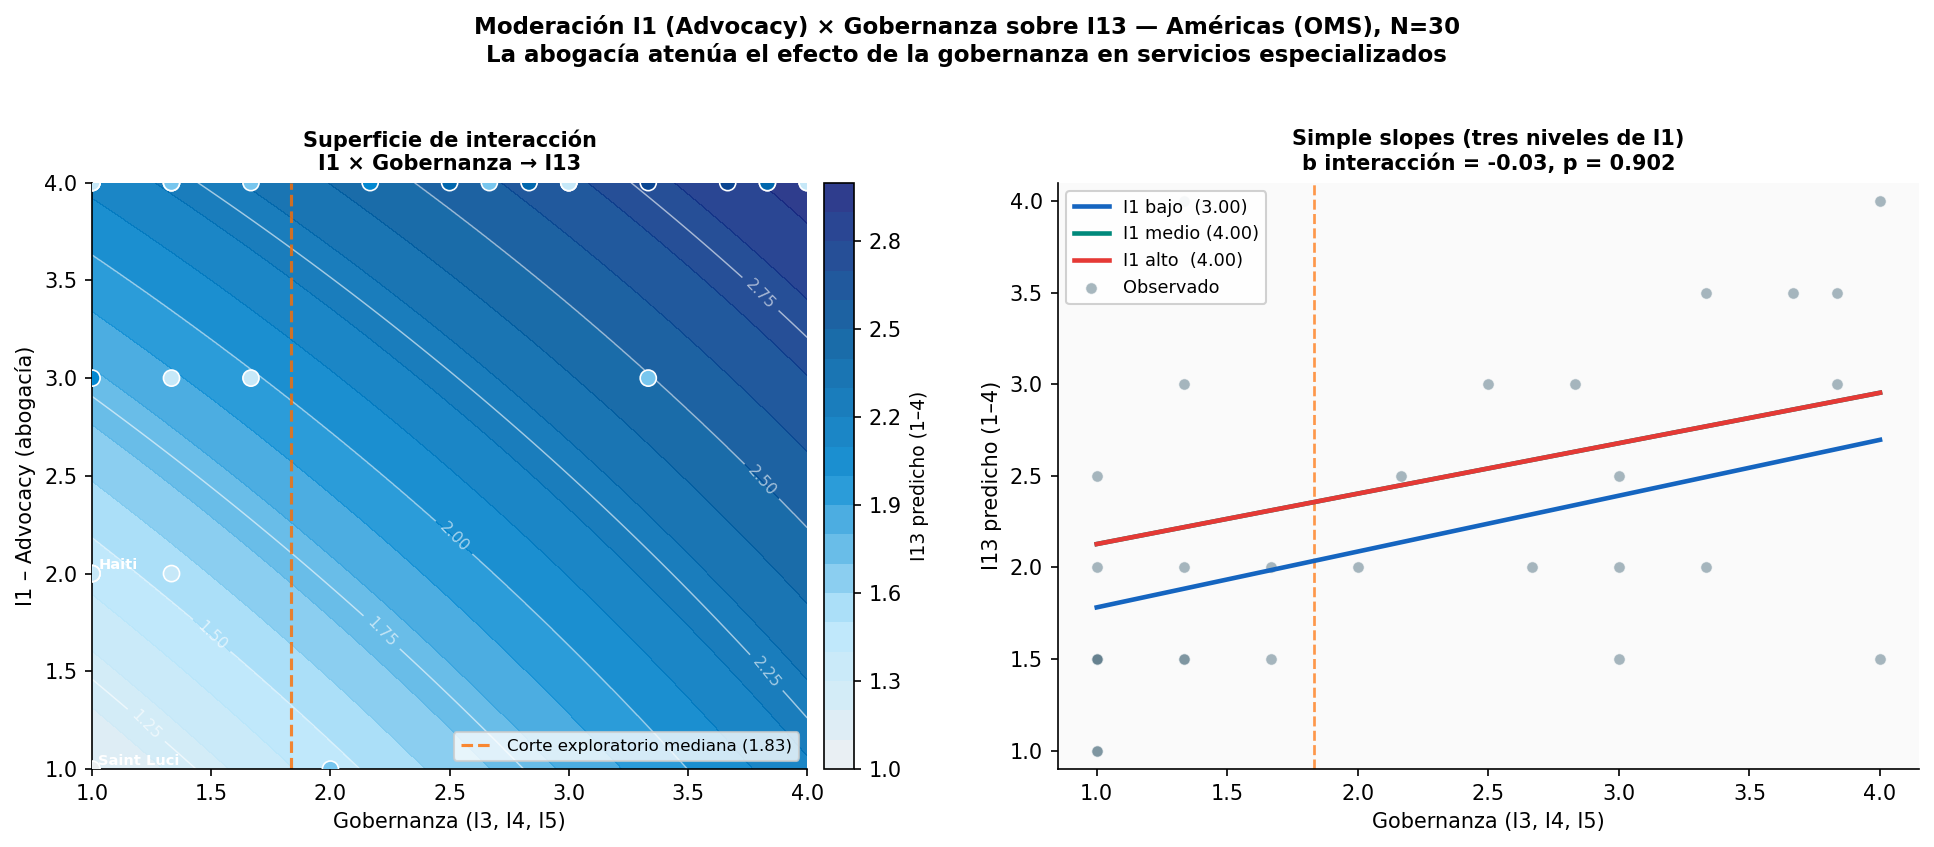 Moderación I1 (Advocacy) × Gobernanza sobre I13 — Américas (OMS), N=30
La abogacía atenúa el efecto de la gobernanza en servicios especializados
Superficie de interacción
I1 × Gobernanza → I13
4.0
3.5
3.0
2.5
2.0
1.5
1.0
I1 – Advocacy (abogacía)
2.75
2.50
2.00
Haiti
1.50
1.75
2.25
1.25
Saint Luci
Corte exploratorio mediana (1.83)
1.0
1.5
2.0
2.5
3.0
3.5
4.0
Gobernanza (I3, I4, I5)
2.8
2.5
2.2
1.9
1.6
1.3
1.0
I13 predicho (1–4)
Simple slopes (tres niveles de I1)
b interacción = -0.03, p = 0.902
I1 bajo (3.00)
I1 medio (4.00)
I1 alto (4.00)
Observado
4.0
3.5
3.0
2.5
2.0
1.5
1.0
I13 predicho (1–4)
1.0
1.5
2.0
2.5
3.0
3.5
4.0
Gobernanza (I3, I4, I5)